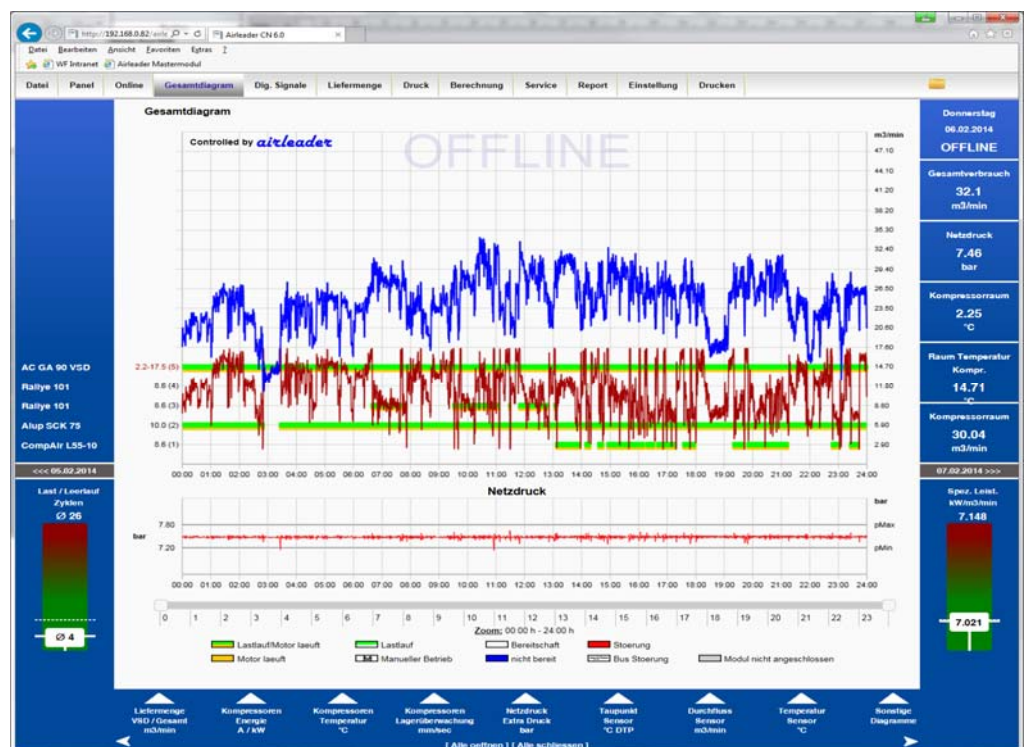 http://192.168.0.82/
Airleader CN 6.0
Datei Bearbeiten Ansicht Favoriten Extras ?
WF Intranet Airleader Mastermodul
Datei Panel Online Gesamtdiagram Dig. Signale Liefermenge Druck Berechnung Service Report Einstellung Drucken
Gesamtdiagram
Controlled by airleader
OFFLINE
m3/min
47.10
44.10
41.20
38.20
35.30
32.40
29.40
26.50
23.50
20.60
17.60
14.70
11.80
8.80
5.90
2.90
AC GA 90 VSD
Rallye 101
Rallye 101
Alup SCK 75
CompAir L55-10
2.2-17.5 (5)
8.6 (4)
8.6 (3)
10.0 (2)
8.6 (1)
00:00 01:00 02:00 03:00 04:00 05:00 06:00 07:00 08:00 09:00 10:00 11:00 12:00 13:00 14:00 15:00 16:00 17:00 18:00 19:00 20:00 21:00 22:00 23:00 24:00
Donnerstag
06.02.2014
OFFLINE
Gesamtverbrauch
32.1
m3/min
Netzdruck
7.46
bar
Kompressorraum
2.25
°C
Raum Temperatur
Kompr.
14.71
°C
Kompressorraum
30.04
m3/min
<<< 05.02.2014
07.02.2014 >>>
Last / Leerlauf
Zyklen
Ø 26
Ø 4
Netzdruck
bar
7.80
7.20
bar
pMax
pMin
00:00 01:00 02:00 03:00 04:00 05:00 06:00 07:00 08:00 09:00 10:00 11:00 12:00 13:00 14:00 15:00 16:00 17:00 18:00 19:00 20:00 21:00 22:00 23:00 24:00
0 1 2 3 4 5 6 7 8 9 10 11 12 13 14 15 16 17 18 19 20 21 22 23
Zoom: 00:00 h - 24:00 h
Lastlauf/Motor laeuft Lastlauf Bereitschaft Stoerung
Motor laeuft Manueller Betrieb nicht bereit Bus Stoerung Modul nicht angeschlossen
Spez. Leist.
kW/m3/min
7.148
7.021
Liefermenge
VSD / Gesamt
m3/min
Kompressoren
Energie
A / kW
Kompressoren
Temperatur
°C
Kompressoren
Lagerüberwachung
mm/sec
Netzdruck
Extra Druck
bar
Taupunkt
Sensor
°C DTP
Durchfluss
Sensor
m3/min
Temperatur
Sensor
°C
Sonstige
Diagramme
[ Alle oeffnen ] [ Alle schliessen ]